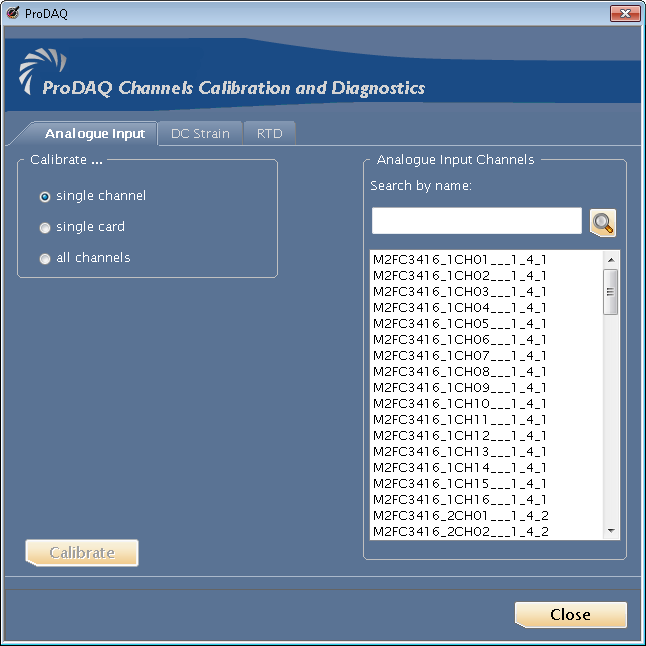 ProDAQ
ProDAQ Channels Calibration and Diagnostics
Analogue Input
DC Strain
RTD
Calibrate ...
single channel
single card
all channels
Calibrate
Analogue Input Channels
Search by name:
M2FC3416_1CH01___1_4_1
M2FC3416_1CH02___1_4_1
M2FC3416_1CH03___1_4_1
M2FC3416_1CH04___1_4_1
M2FC3416_1CH05___1_4_1
M2FC3416_1CH06___1_4_1
M2FC3416_1CH07___1_4_1
M2FC3416_1CH08___1_4_1
M2FC3416_1CH09___1_4_1
M2FC3416_1CH10___1_4_1
M2FC3416_1CH11___1_4_1
M2FC3416_1CH12___1_4_1
M2FC3416_1CH13___1_4_1
M2FC3416_1CH14___1_4_1
M2FC3416_1CH15___1_4_1
M2FC3416_1CH16___1_4_1
M2FC3416_2CH01___1_4_2
M2FC3416_2CH02___1_4_2
Close